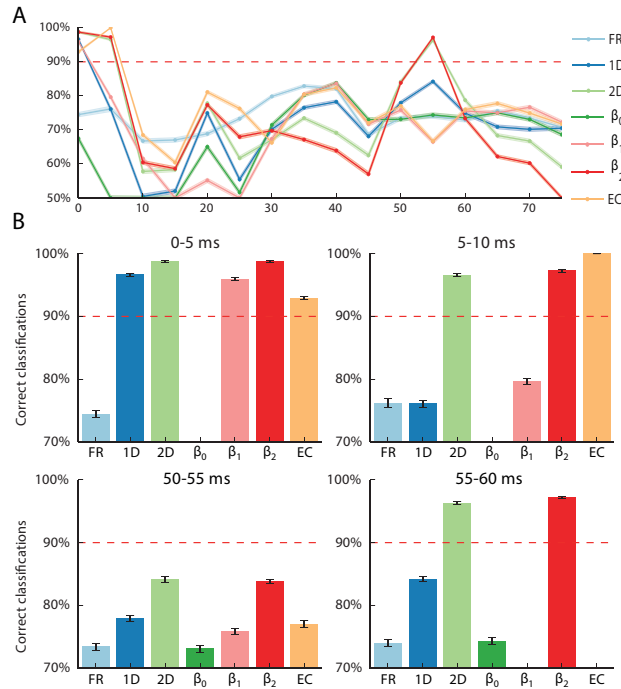 A
100%
90%
80%
70%
60%
50%
0 10 20 30 40 50 60 70
FR
1D
2D
β₀
β
β₂
EC
B
0-5 ms
Correct classifications
100%
90%
80%
70%
FR 1D 2D β₀ β₁ β₂ EC
5-10 ms
100%
90%
80%
70%
FR 1D 2D β₀ β₁ β₂ EC
50-55 ms
Correct classifications
100%
90%
80%
70%
FR 1D 2D β₀ β₁ β₂ EC
55-60 ms
100%
90%
80%
70%
FR 1D 2D β₀ β₁ β₂ EC